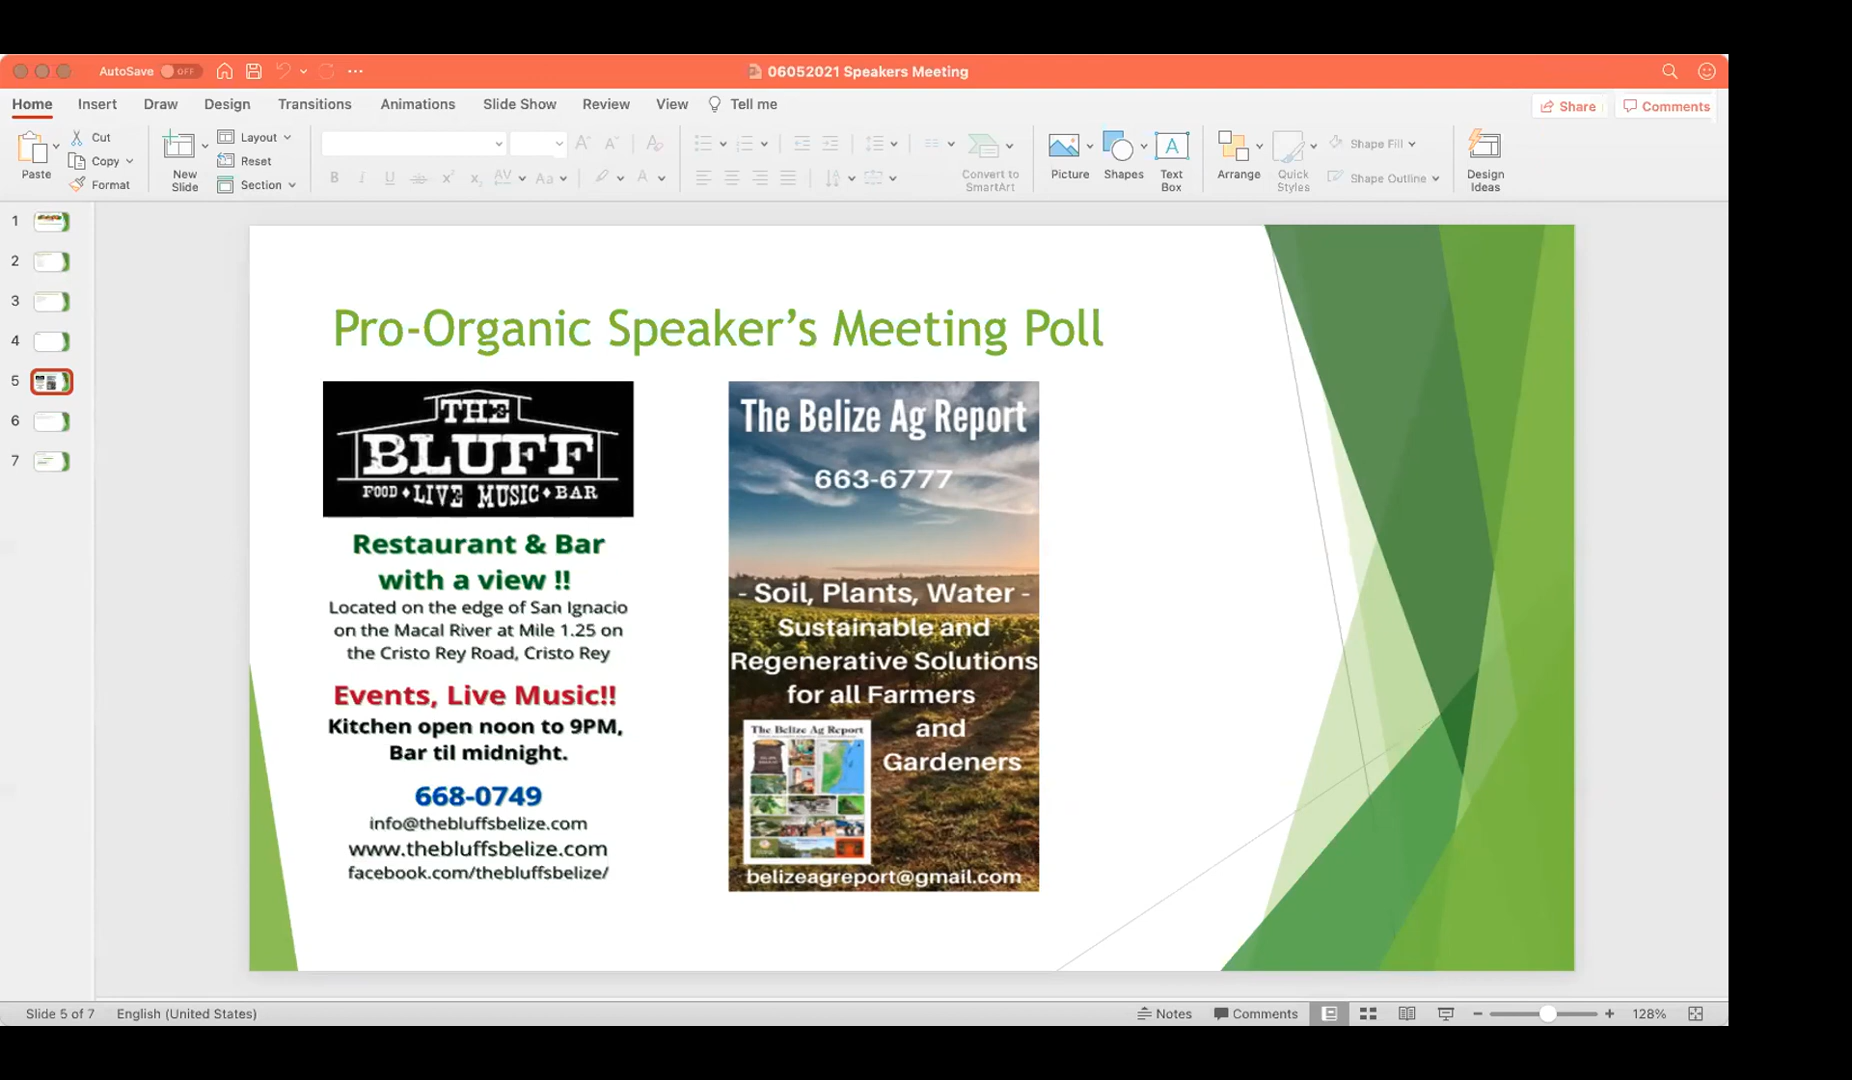 AutoSave OFF
06052021 Speakers Meeting
Home Insert Draw Design Transitions Animations Slide Show Review View Tell me
Share Comments
Paste
Cut
Copy
Format
New
Slide
Layout
Reset
Section
Convert to
SmartArt
Picture
Shapes
Text
Box
Arrange
Quick
Styles
Shape Fill
Shape Outline
Design
Ideas
1
2
3
4
5
6
7
Pro-Organic Speaker's Meeting Poll
THE
BLUFF
FOOD ♦ LIVE MUSIC ♦ BAR
Restaurant & Bar
with a view !!
Located on the edge of San Ignacio
on the Macal River at Mile 1.25 on
the Cristo Rey Road, Cristo Rey
Events, Live Music!!
Kitchen open noon to 9PM,
Bar til midnight.
668-0749
info@thebluffsbelize.com
www.thebluffsbelize.com
facebook.com/thebluffsbelize/
The Belize Ag Report
663-6777
- Soil, Plants, Water -
Sustainable and
Regenerative Solutions
for all Farmers
and
Gardeners
The Belize Ag Report
belizeagreport@gmail.com
Slide 5 of 7 English (United States)
Notes Comments 128%